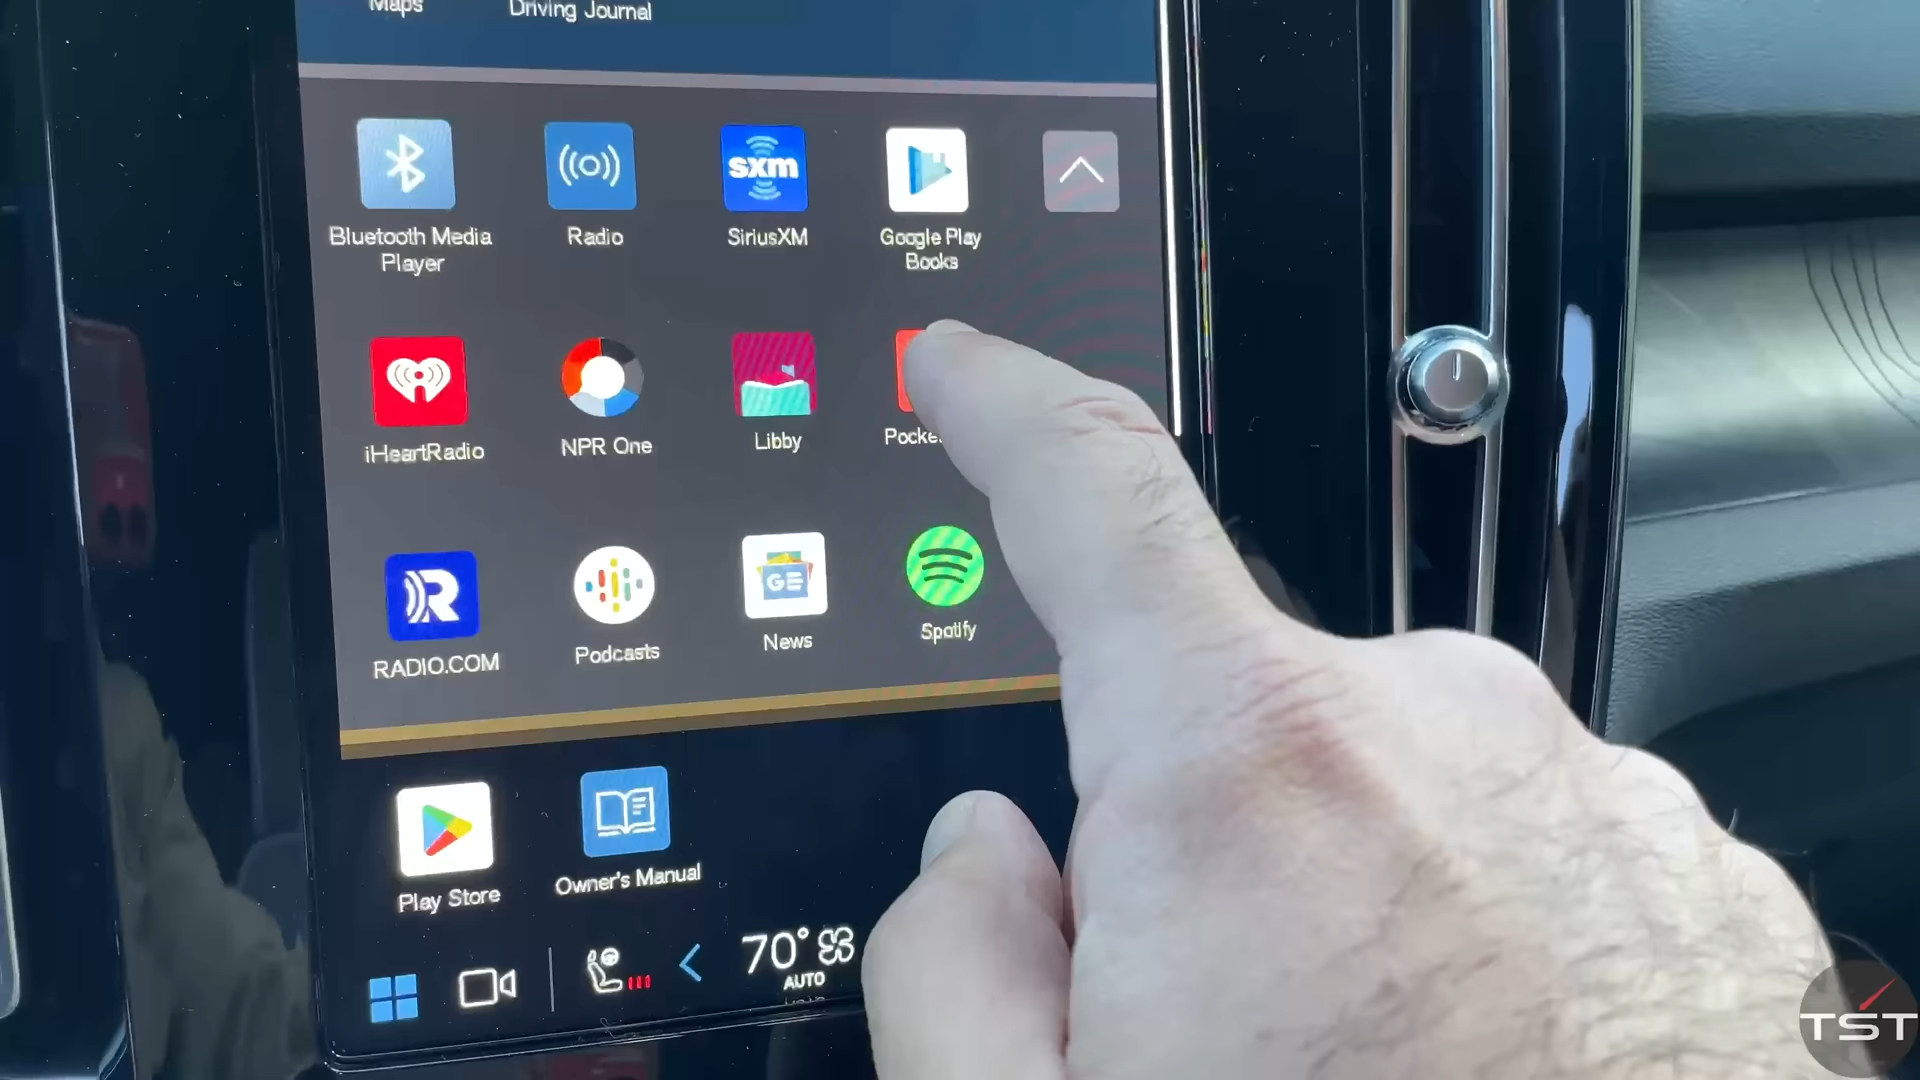 Maps
Driving Journal
sxm
Bluetooth Media
Player
Radio
SiriusXM
Google Play
Books
iHeartRadio
NPR One
Libby
R
GE
RADIO.COM
Podcasts
News
Spotify
Play Store
Owner's Manual
70°
AUTO
TST